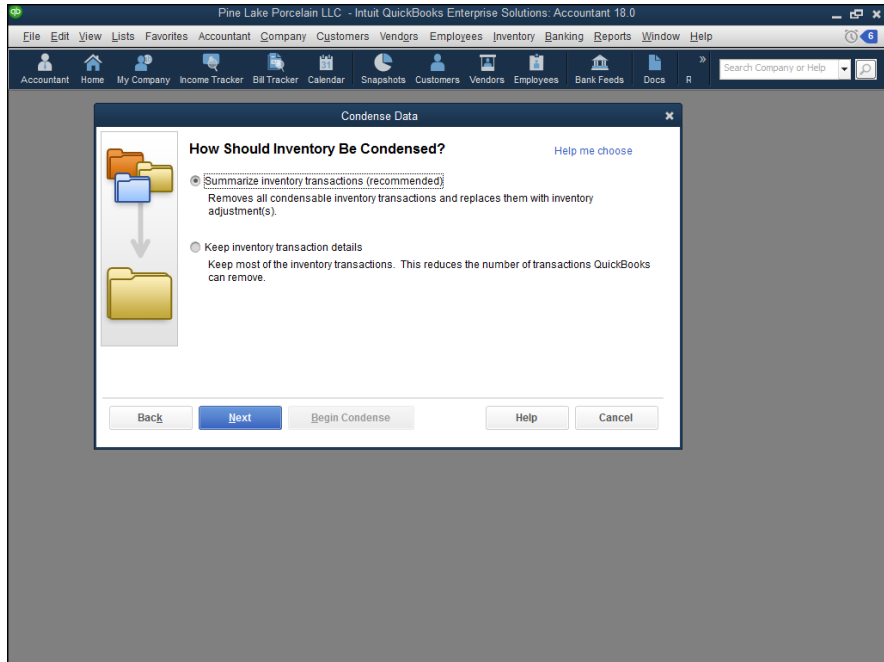 qb
Pine Lake Porcelain LLC - Intuit QuickBooks Enterprise Solutions: Accountant 18.0
File Edit View Lists Favorites Accountant Company Customers Vendors Employees Inventory Banking Reports Window Help
6
31
Accountant Home My Company Income Tracker Bill Tracker Calendar Snapshots Customers Vendors Employees Bank Feeds Docs R
»
Search Company or Help
Condense Data
How Should Inventory Be Condensed?
Help me choose
Summarize inventory transactions (recommended)
Removes all condensable inventory transactions and replaces them with inventory
adjustment(s).
Keep inventory transaction details
Keep most of the inventory transactions. This reduces the number of transactions QuickBooks
can remove.
Back Next Begin Condense Help Cancel